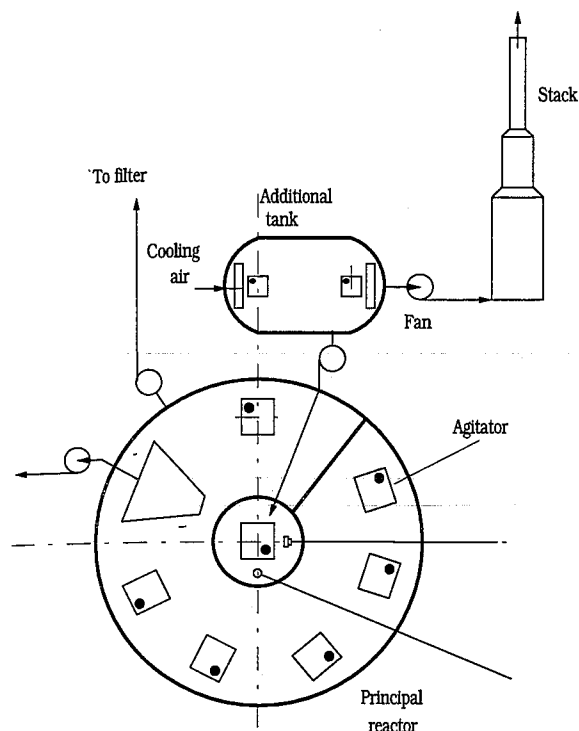 Stack
To filter
Additional
tank
Cooling
air
Fan
Agitator
Principal
reactor